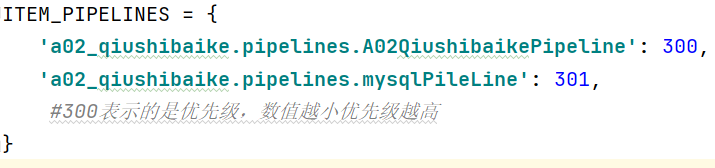 ITEM_PIPELINES = {
'a02_qiushibaike.pipelines.A02QiushibaikePipeline': 300,
'a02_qiushibaike.pipelines.mysqlPileLine': 301,
#300表示的是优先级，数值越小优先级越高
}